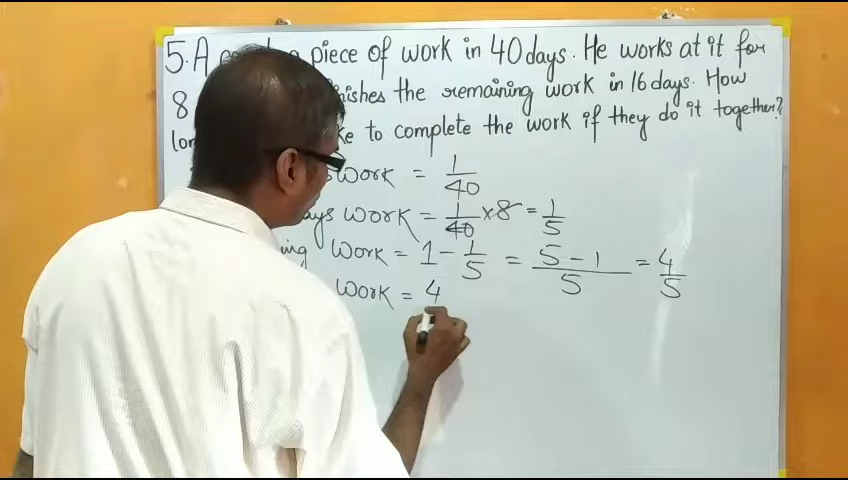 5. A piece of work in 40 days. He works at it for
8 the remaining work in 16 days. How
to complete the work if they do it together?
work = 1/40
work = 1/40 × 8 = 1/5
work = 1 - 1/5 = 5 - 1/5 = 4/5
work = 4